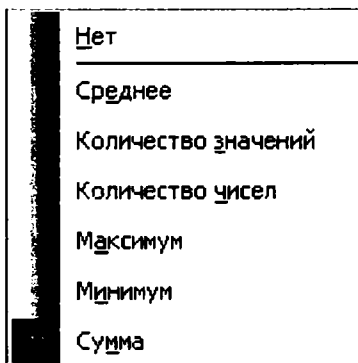 Нет
Среднее
Количество значений
Количество чисел
Максимум
Минимум
Сумма